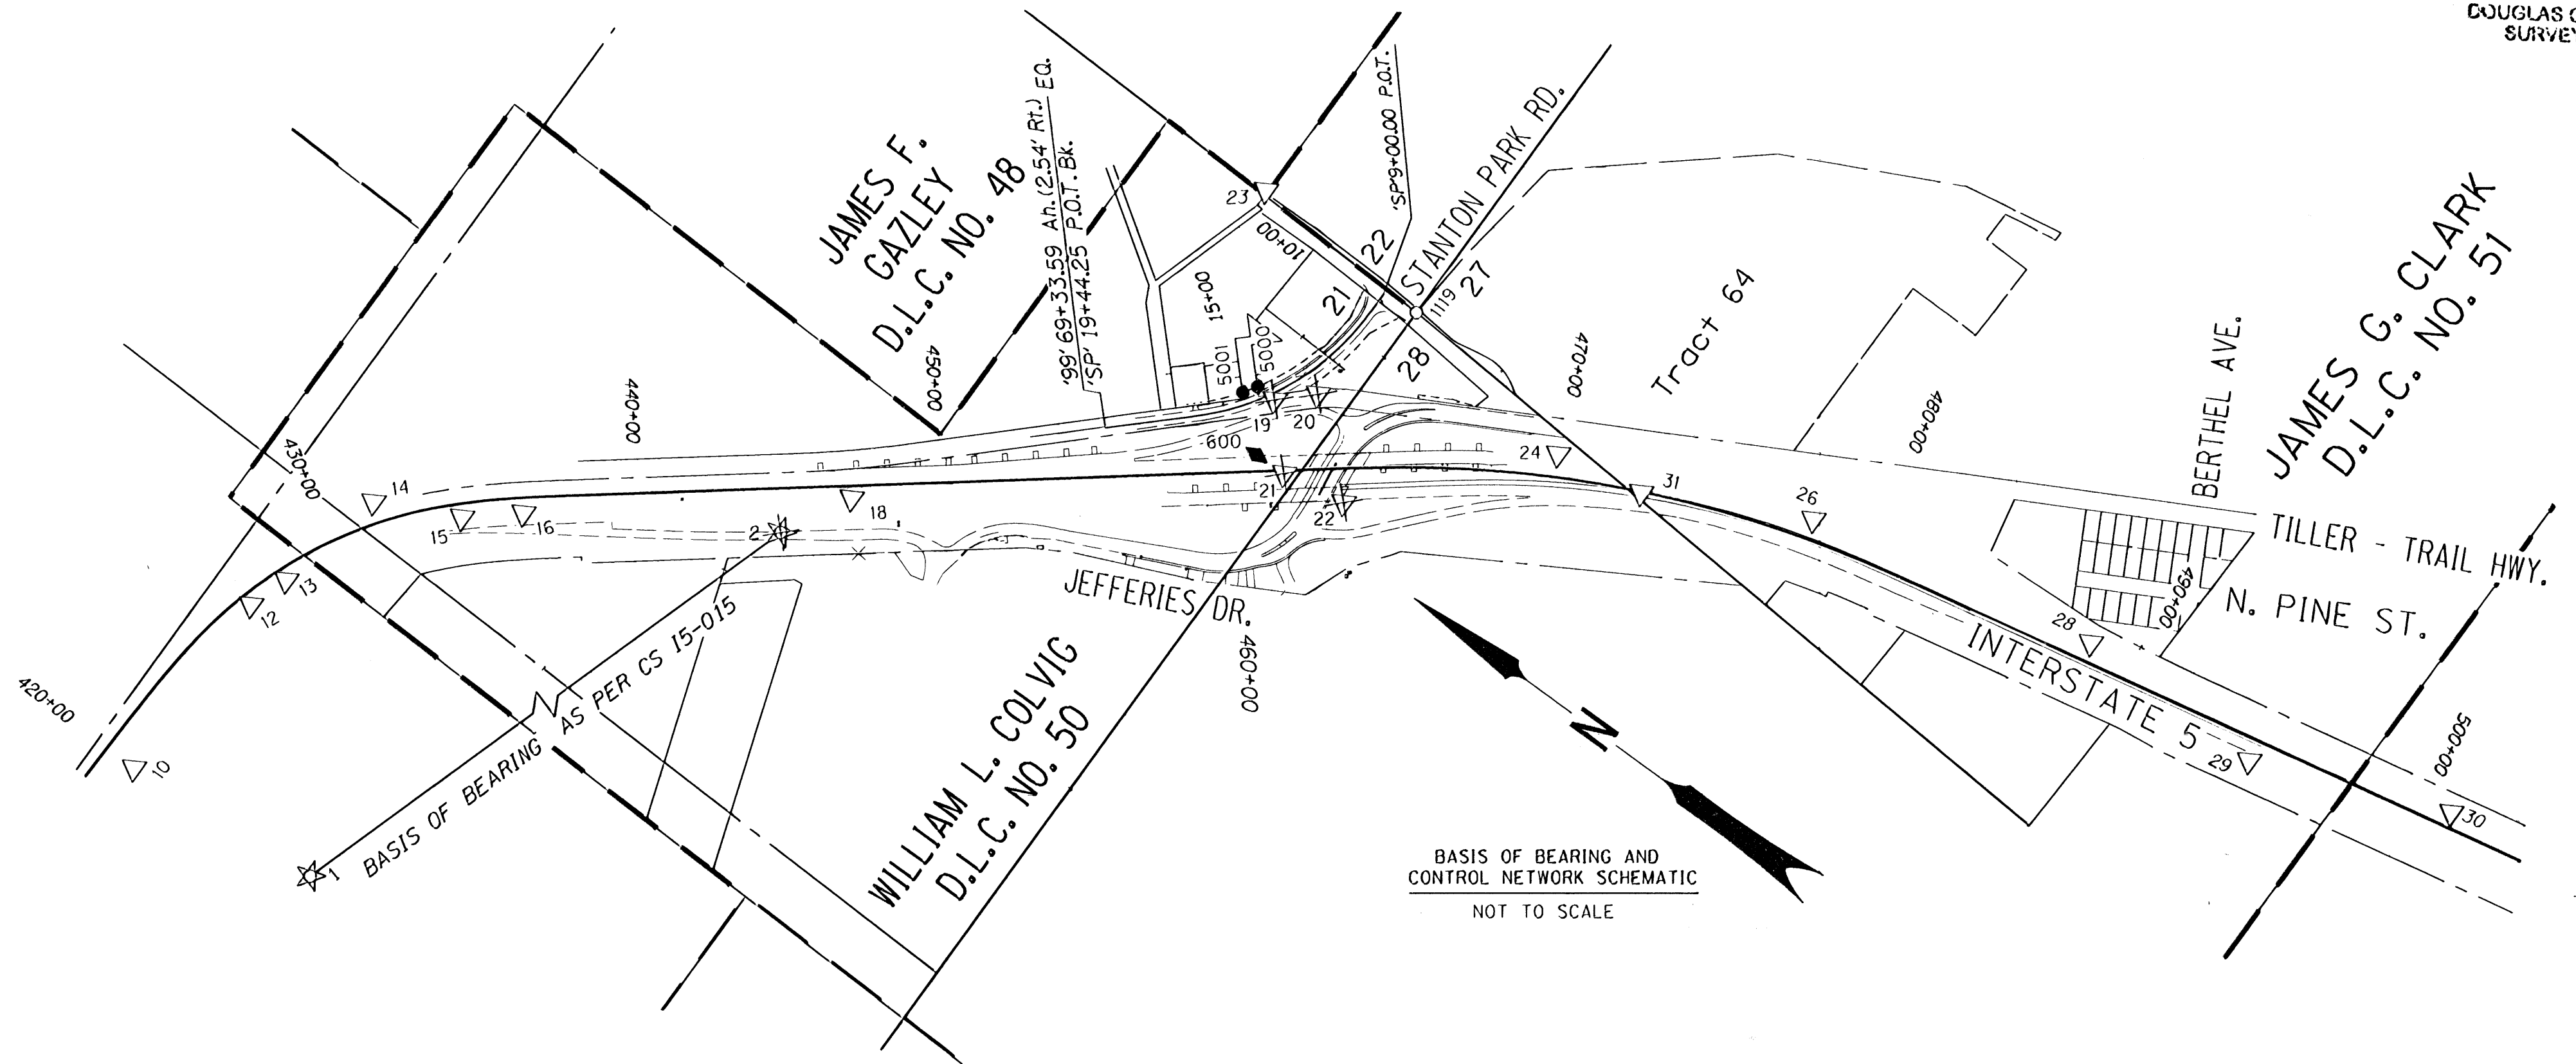 DOUGLAS
SURVEY
JAMES F.
GAZLEY
D.L.C. NO. 48
'99' 69+33.59 Ah.(2.54' Rt.) EQ.
'SP' 19+44.25 P.O.T. Bk.
'SP'9+00.00 P.O.T.
STANTON PARK RD.
23
10+00
22
21
27
28
1119
15+00
5001
5000
Tract 64
JAMES G. CLARK
D.L.C. NO. 51
BERTHEL AVE.
TILLER - TRAIL HWY.
N. PINE ST.
INTERSTATE 5
420+00
430+00
440+00
450+00
460+00
470+00
480+00
490+00
500+00
10
12
13
14
15
16
18
19
20
600
21
22
24
31
26
28
29
30
2
1
JEFFERIES DR.
BASIS OF BEARING AS PER CS 15-015
WILLIAM L. COLVIG
D.L.C. NO. 50
N
BASIS OF BEARING AND
CONTROL NETWORK SCHEMATIC
NOT TO SCALE